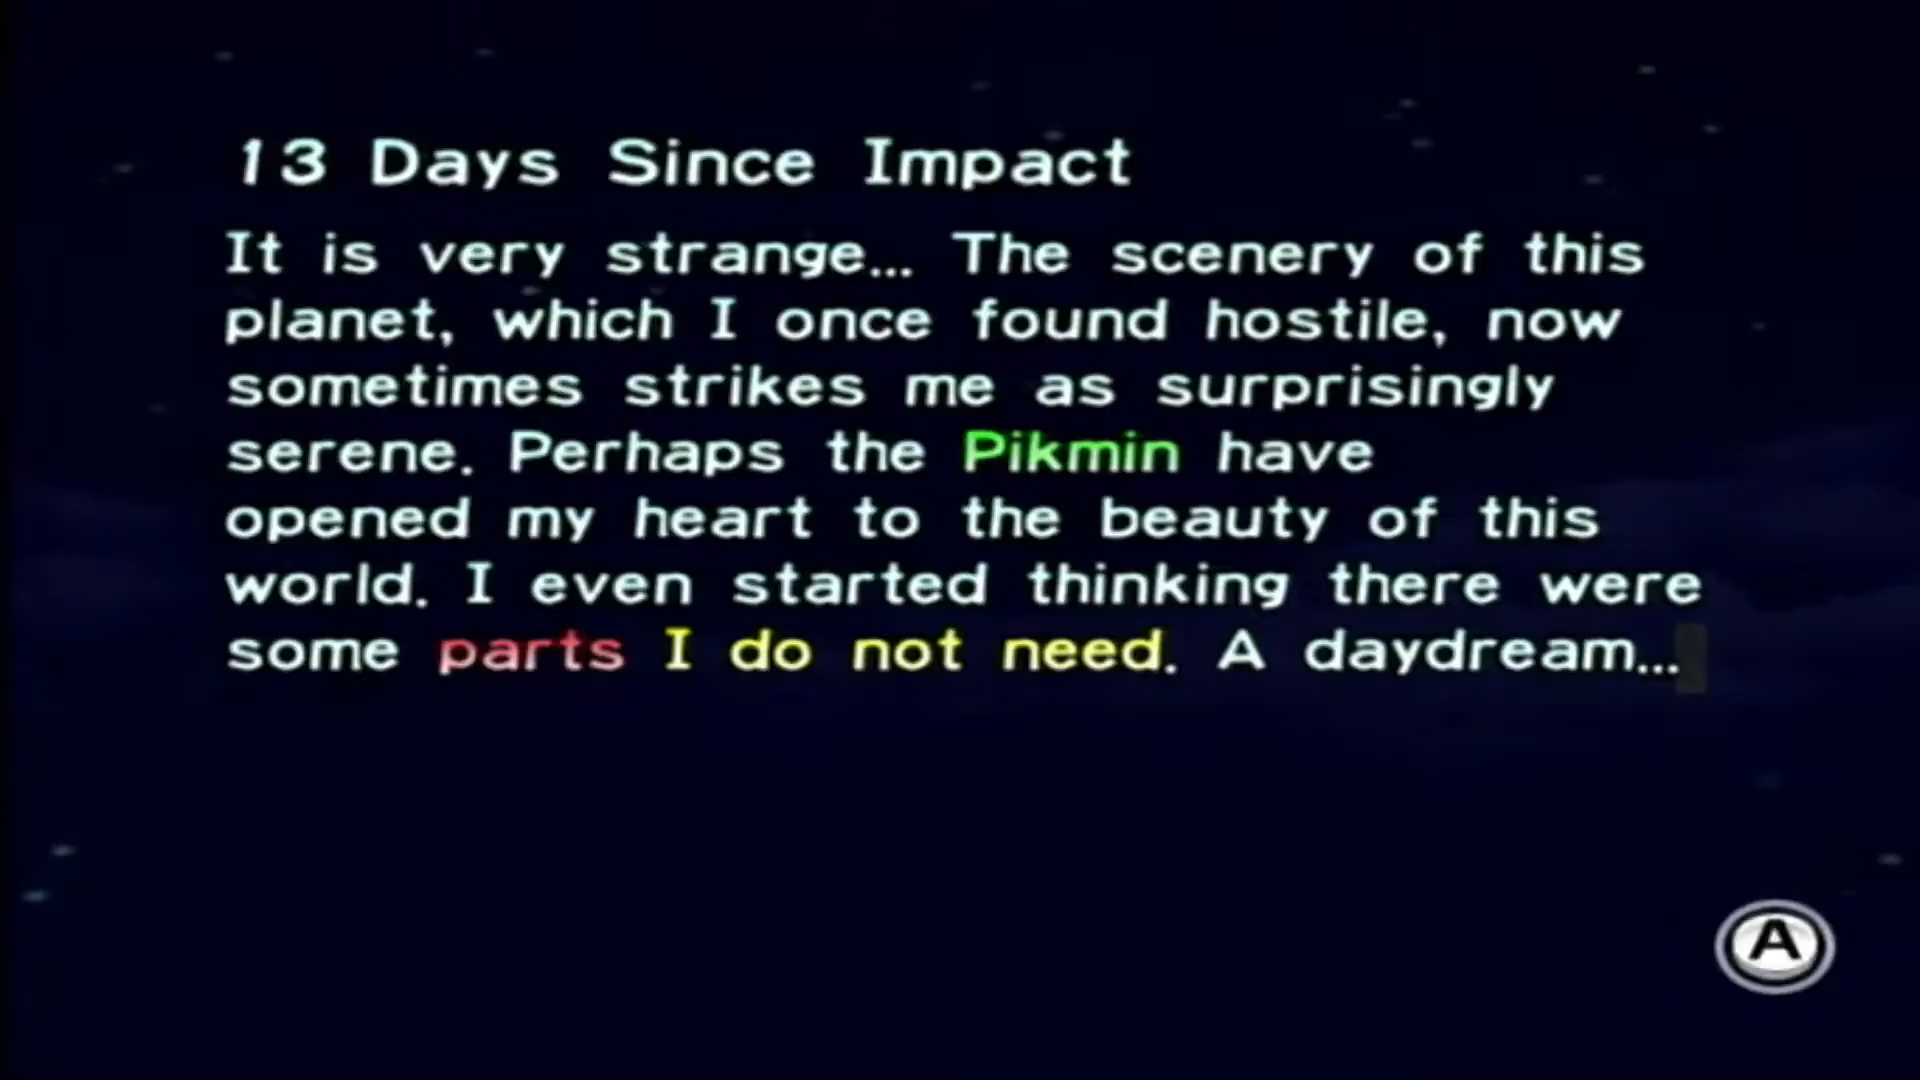 13 Days Since Impact
It is very strange... The scenery of this
planet, which I once found hostile, now
sometimes strikes me as surprisingly
serene. Perhaps the Pikmin have
opened my heart to the beauty of this
world. I even started thinking there were
some parts I do not need. A daydream...
A